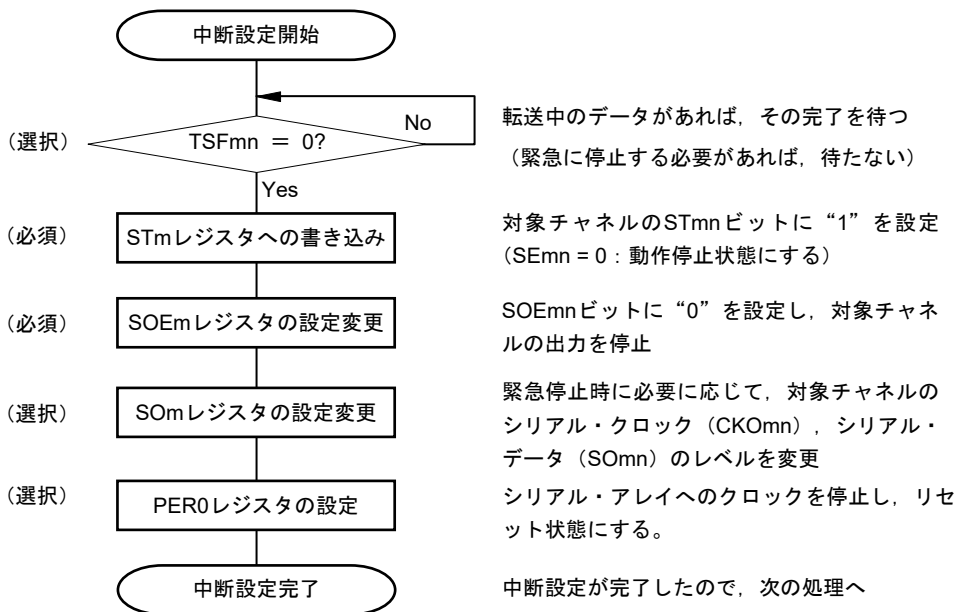 中断設定開始
No
転送中のデータがあれば，その完了を待つ
（選択）
TSFmn ＝ 0?
（緊急に停止する必要があれば，待たない）
Yes
（必須）
STmレジスタへの書き込み
対象チャネルのSTmnビットに“1”を設定
（SEmn = 0：動作停止状態にする）
（必須）
SOEmレジスタの設定変更
SOEmnビットに“0”を設定し，対象チャネ
ルの出力を停止
（選択）
SOmレジスタの設定変更
緊急停止時に必要に応じて，対象チャネルの
シリアル・クロック（CKOmn），シリアル・
データ（SOmn）のレベルを変更
（選択）
PER0レジスタの設定
シリアル・アレイへのクロックを停止し，リセ
ット状態にする。
中断設定完了
中断設定が完了したので，次の処理へ